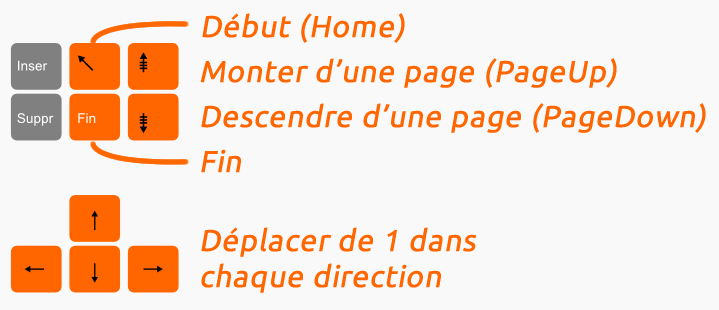 Début (Home)
Inser
Monter d’une page (PageUp)
Suppr
Fin
Descendre d’une page (PageDown)
Fin
Déplacer de 1 dans
chaque direction